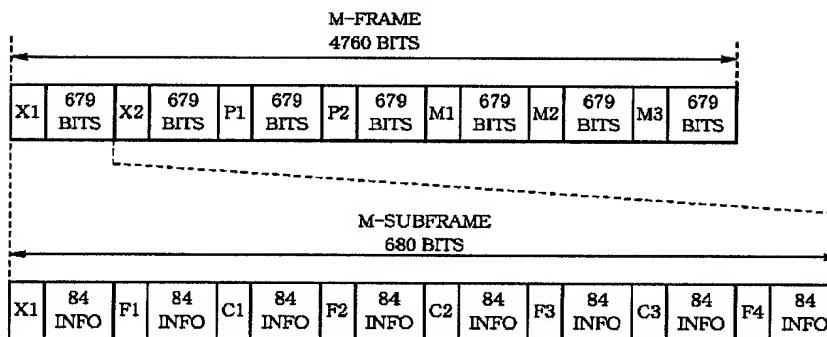 M-FRAME
4760 BITS
X1 679 BITS X2 679 BITS P1 679 BITS P2 679 BITS M1 679 BITS M2 679 BITS M3 679 BITS
M-SUBFRAME
680 BITS
X1 84 INFO F1 84 INFO C1 84 INFO F2 84 INFO C2 84 INFO F3 84 INFO C3 84 INFO F4 84 INFO